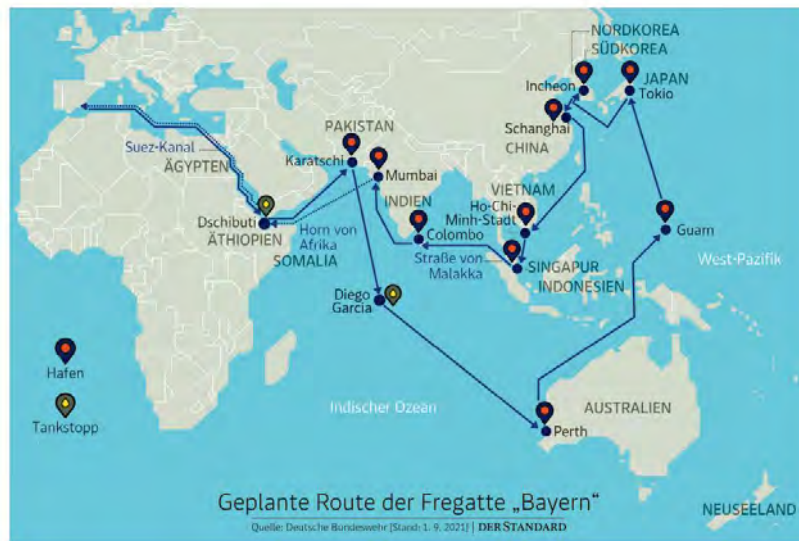 NORDKOREA
SÜDKOREA
Incheon
JAPAN
Tokio
Schanghai
CHINA
PAKISTAN
Karatschi
Suez-Kanal
ÄGYPTEN
Mumbai
INDIEN
VIETNAM
Ho-Chi-
Minh-Stadt
Dschibuti
ÄTHIOPIEN
Horn von
Afrika
SOMALIA
Colombo
Straße von
Malakka
SINGAPUR
INDONESIEN
Guam
West-Pazifik
Diego
Garcia
Hafen
Tankstopp
Indischer Ozean
AUSTRALIEN
Perth
NEUSEELAND
Geplante Route der Fregatte „Bayern“
Quelle: Deutsche Bundeswehr (Stand: 1. 9. 2021) | DER STANDARD